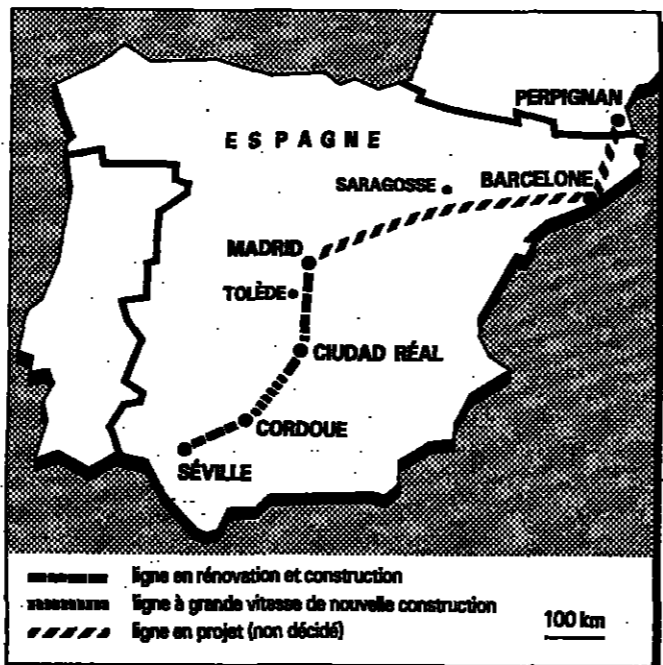 PERPIGNAN
ESPAGNE
SARAGOSSE
BARCELONE
MADRID
TOLÈDE
CIUDAD RÉAL
CORDOUE
SÉVILLE
ligne en rénovation et construction
ligne à grande vitesse de nouvelle construction
ligne en projet (non décidé)
100 km